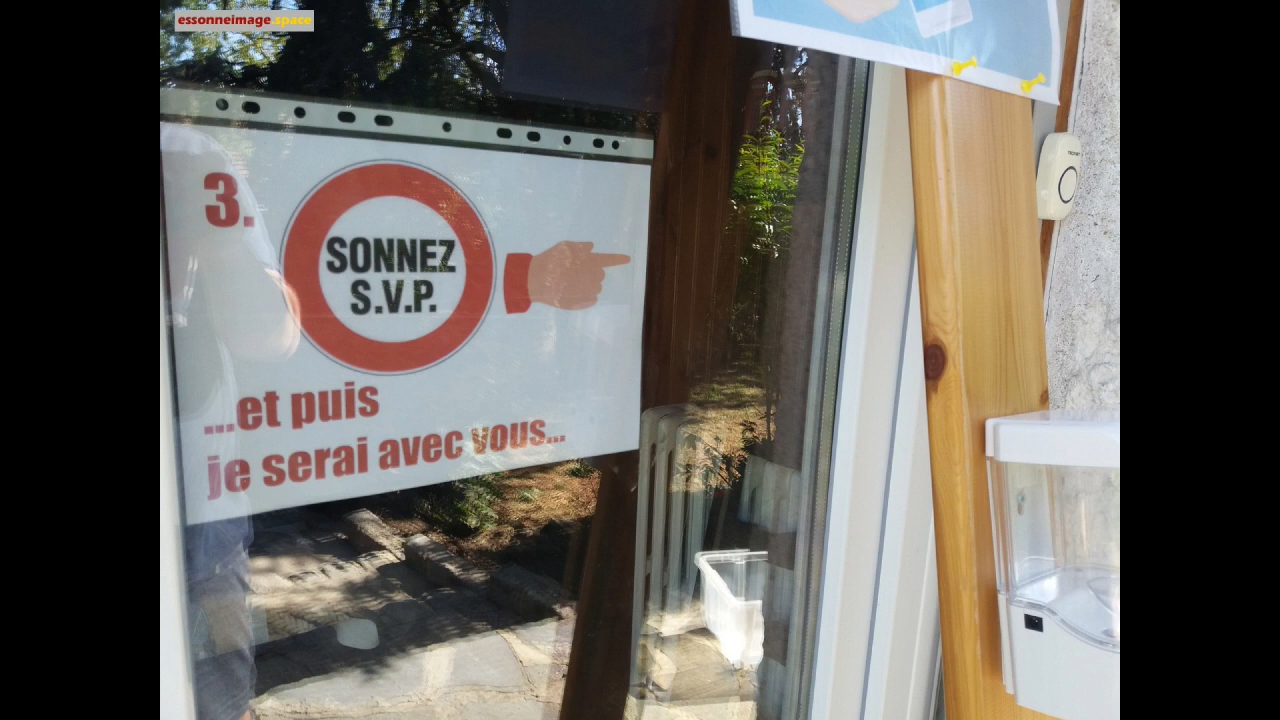 essonneimage.space
3.
SONNEZ
S.V.P.
...et puis
je serai avec vous...